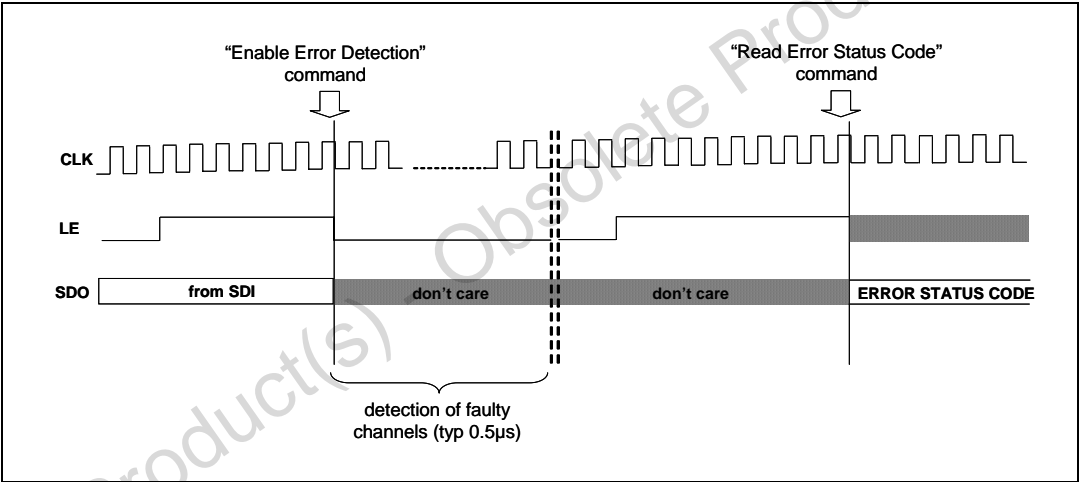 “Enable Error Detection”
command
“Read Error Status Code”
command
CLK
LE
SDO
from SDI
don't care
don't care
ERROR STATUS CODE
detection of faulty
channels (typ 0.5µs)
Product(s) - Obsolete Prod